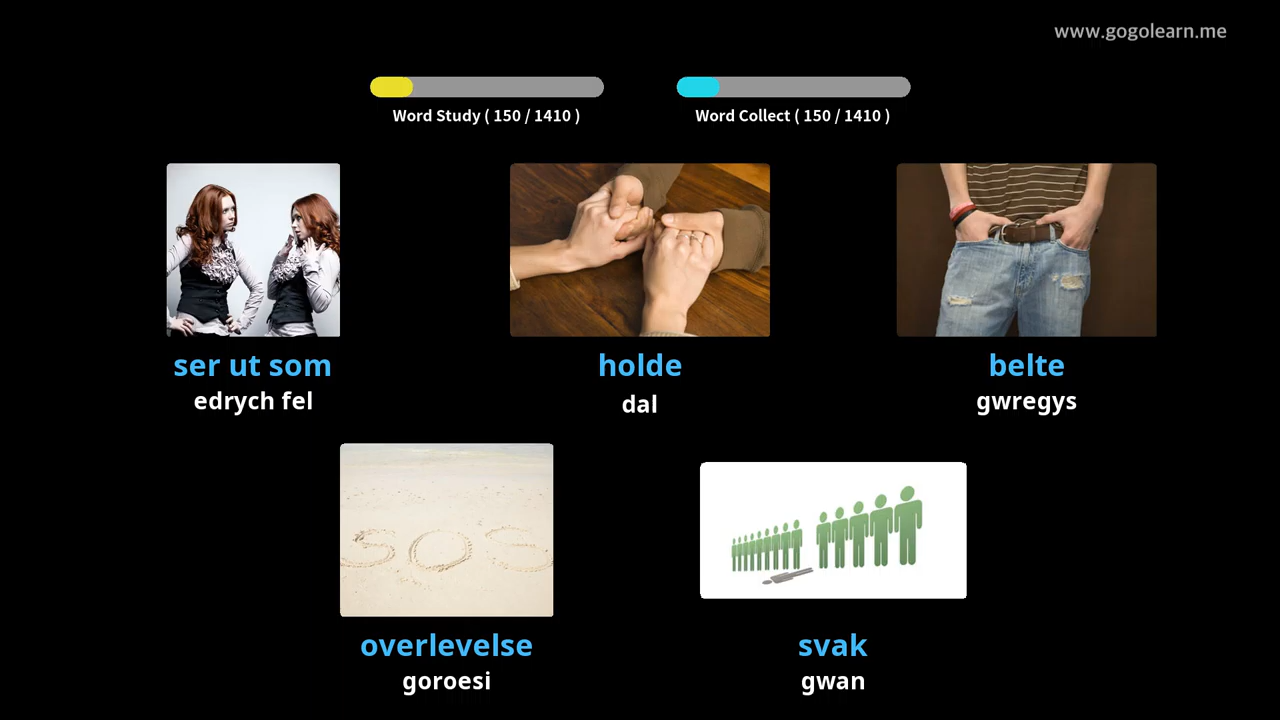 www.gogolearn.me
Word Study ( 150 / 1410 )
Word Collect ( 150 / 1410 )
ser ut som
edrych fel
holde
dal
belte
gwregys
SOS
overlevelse
goroesi
svak
gwan